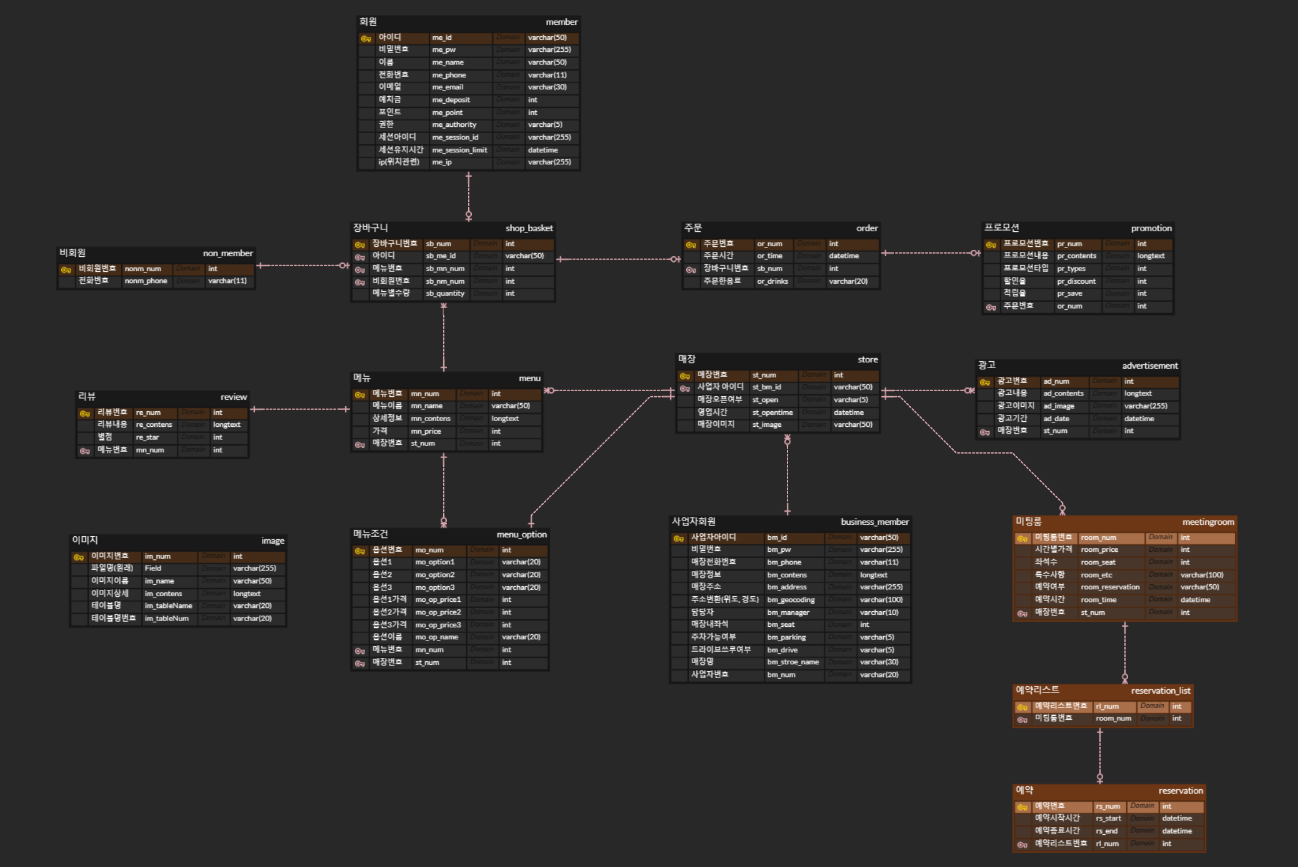 회원 member
아이디 me_id Domain varchar(50)
비밀번호 me_pw Domain varchar(255)
이름 me_name Domain varchar(50)
전화번호 me_phone Domain varchar(11)
이메일 me_email Domain varchar(30)
예치금 me_deposit Domain int
포인트 me_point Domain int
권한 me_authority Domain varchar(5)
세션아이디 me_session_id Domain varchar(255)
세션유지시간 me_session_limit Domain datetime
ip(위치관련) me_ip Domain varchar(255)
비회원 non_member
비회원번호 nonm_num Domain int
전화번호 nonm_phone Domain varchar(11)
장바구니 shop_basket
장바구니번호 sb_num Domain int
아이디 sb_me_id Domain varchar(50)
메뉴번호 sb_mn_num Domain int
비회원번호 sb_nm_num Domain int
메뉴별수량 sb_quantity Domain int
주문 order
주문번호 or_num Domain int
주문시간 or_time Domain datetime
장바구니번호 sb_num Domain int
주문한음료 or_drinks Domain varchar(20)
프로모션 promotion
프로모션번호 pr_num Domain int
프로모션내용 pr_contents Domain longtext
프로모션타입 pr_types Domain int
할인율 pr_discount Domain int
적립율 pr_save Domain int
주문번호 or_num Domain int
리뷰 review
리뷰번호 re_num Domain int
리뷰내용 re_contens Domain longtext
별점 re_star Domain int
메뉴번호 mn_num Domain int
메뉴 menu
메뉴번호 mn_num Domain int
메뉴이름 mn_name Domain varchar(50)
상세정보 mn_contens Domain longtext
가격 mn_price Domain int
매장번호 st_num Domain int
매장 store
매장번호 st_num Domain int
사업자 아이디 st_bm_id Domain varchar(50)
매장오픈여부 st_open Domain varchar(5)
영업시간 st_opentime Domain datetime
매장이미지 st_image Domain varchar(50)
광고 advertisement
광고번호 ad_num Domain int
광고내용 ad_contents Domain longtext
광고이미지 ad_image Domain varchar(255)
광고기간 ad_date Domain datetime
매장번호 st_num Domain int
이미지 image
이미지번호 im_num Domain int
파일명(원래) Field Domain varchar(255)
이미지이름 im_name Domain varchar(50)
이미지상세 im_contens Domain longtext
테이블명 im_tableName Domain varchar(20)
테이블명번호 im_tableNum Domain varchar(20)
메뉴조건 menu_option
옵션번호 mo_num Domain int
옵션1 mo_option1 Domain varchar(20)
옵션2 mo_option2 Domain varchar(20)
옵션3 mo_option3 Domain varchar(20)
옵션1가격 mo_op_price1 Domain int
옵션2가격 mo_op_price2 Domain int
옵션3가격 mo_op_price3 Domain int
옵션이름 mo_op_name Domain varchar(20)
메뉴번호 mn_num Domain int
매장번호 st_num Domain int
사업자회원 business_member
사업자아이디 bm_id Domain varchar(50)
비밀번호 bm_pw Domain varchar(255)
매장전화번호 bm_phone Domain varchar(11)
매장정보 bm_contens Domain longtext
매장주소 bm_address Domain varchar(255)
주소변환(위도, 경도) bm_geocoding Domain varchar(100)
담당자 bm_manager Domain varchar(10)
매장내좌석 bm_seat Domain int
주차가능여부 bm_parking Domain varchar(5)
드라이브쓰루여부 bm_drive Domain varchar(5)
매장명 bm_stroe_name Domain varchar(30)
사업자번호 bm_num Domain varchar(20)
미팅룸 meetingroom
미팅룸번호 room_num Domain int
시간별가격 room_price Domain int
좌석수 room_seat Domain int
특수사항 room_etc Domain varchar(100)
예약여부 room_reservation Domain varchar(50)
예약시간 room_time Domain datetime
매장번호 st_num Domain int
예약리스트 reservation_list
예약리스트번호 rl_num Domain int
미팅룸번호 room_num Domain int
예약 reservation
예약번호 rs_num Domain int
예약시작시간 rs_start Domain datetime
예약종료시간 rs_end Domain datetime
예약리스트번호 rl_num Domain int